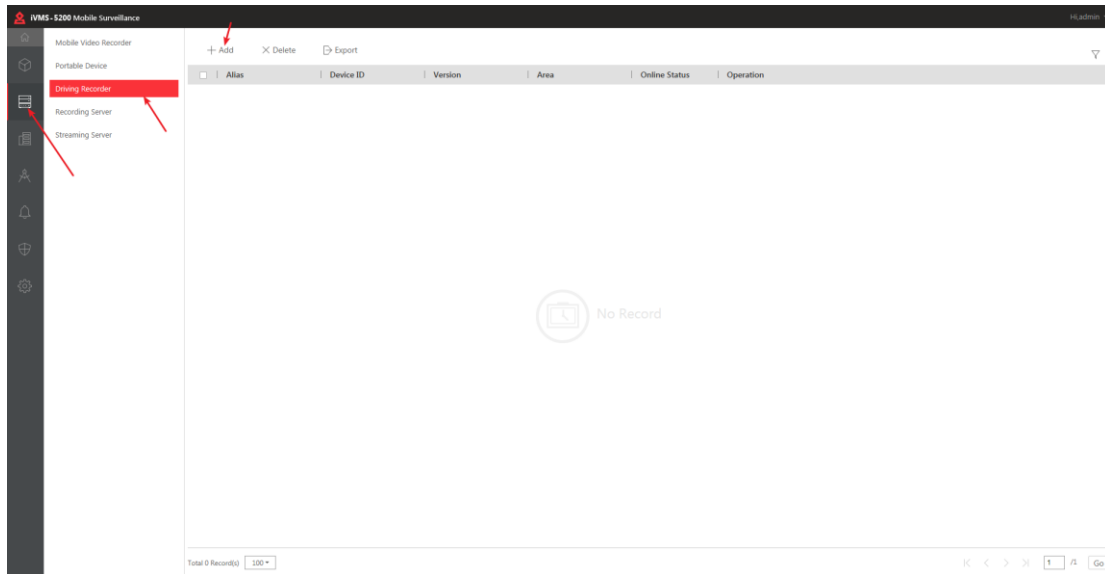 iVMS-5200 Mobile Surveillance
Hi,admin
Mobile Video Recorder
Portable Device
Driving Recorder
Recording Server
Streaming Server
Add Delete Export
Alias Device ID Version Area Online Status Operation
No Record
Total 0 Record(s) 100 1 /1 Go